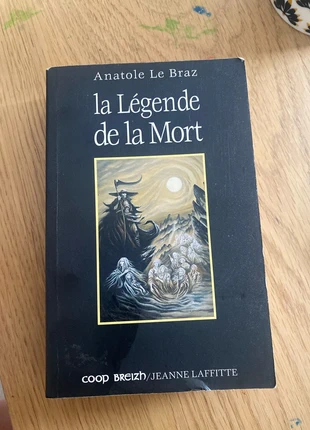 Anatole Le Braz
la Légende
de la Mort
COOP BREIZH/JEANNE LAFFITTE